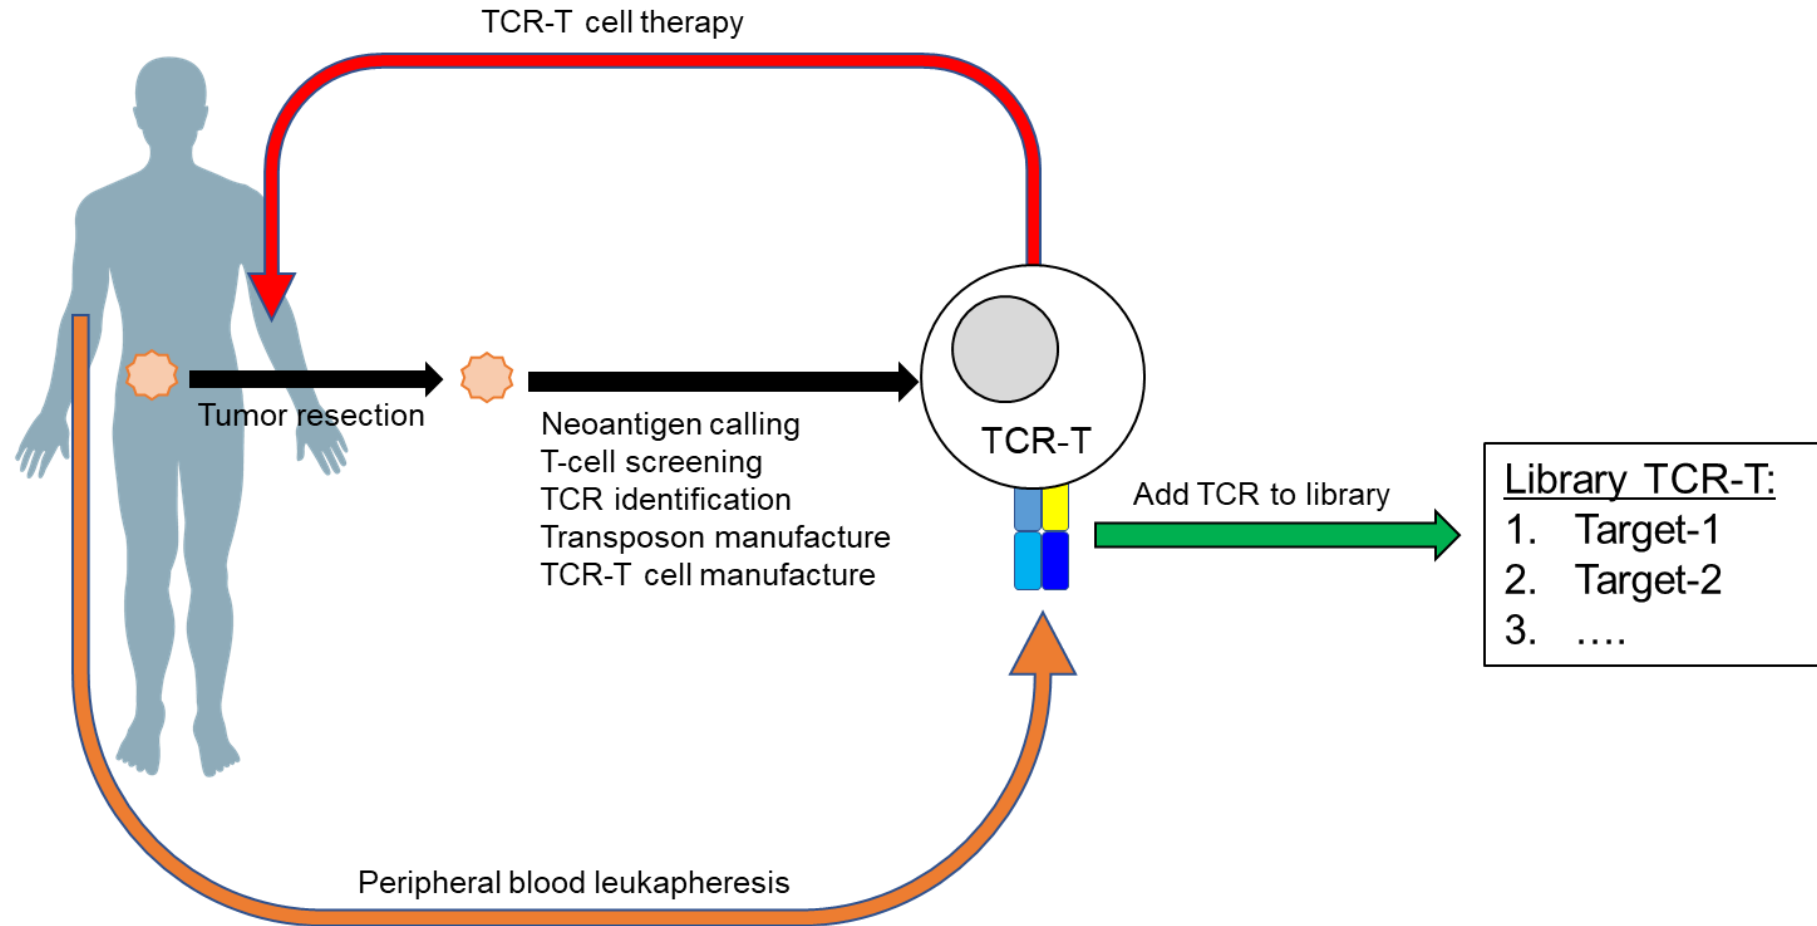 TCR-T cell therapy
Tumor resection
Neoantigen calling
T-cell screening
TCR identification
Transposon manufacture
TCR-T cell manufacture
TCR-T
Add TCR to library
Library TCR-T:
1. Target-1
2. Target-2
3. ....
Peripheral blood leukapheresis